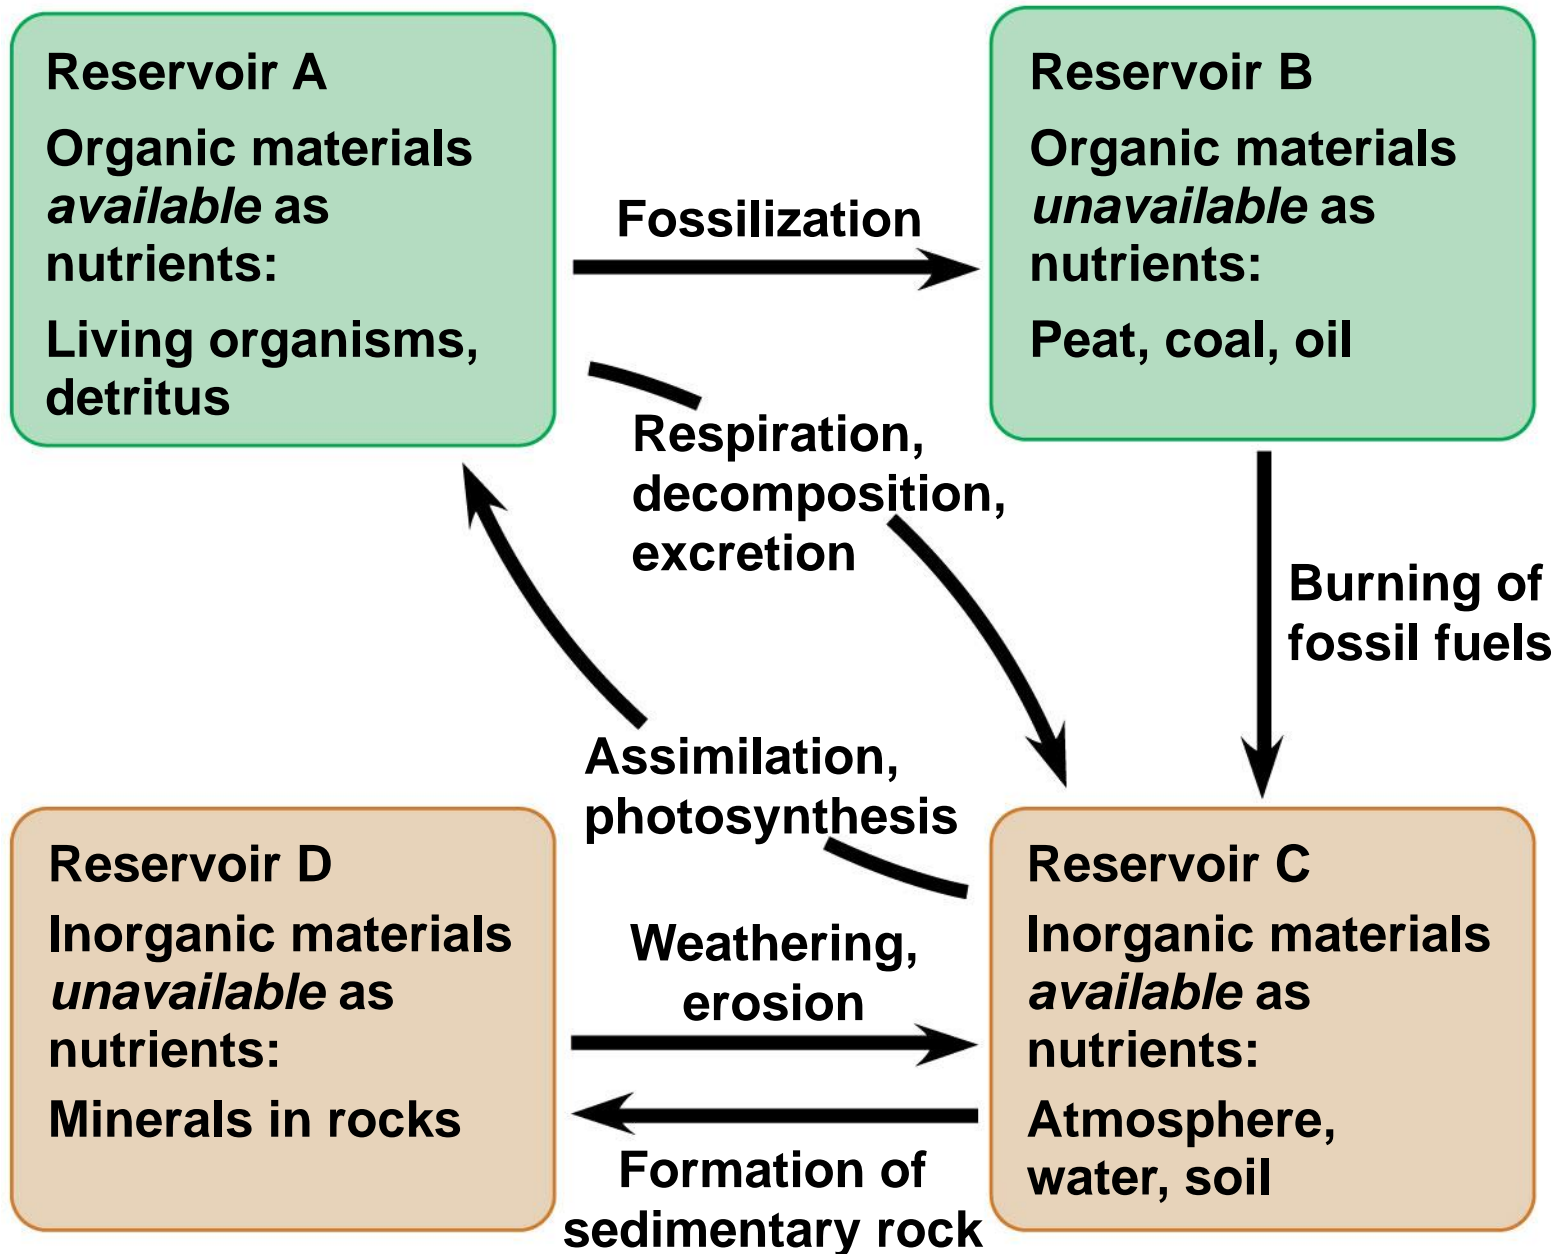 Reservoir A
Organic materials
available as
nutrients:
Living organisms,
detritus
Fossilization
Reservoir B
Organic materials
unavailable as
nutrients:
Peat, coal, oil
Respiration,
decomposition,
excretion
Burning of
fossil fuels
Assimilation,
photosynthesis
Reservoir D
Inorganic materials
unavailable as
nutrients:
Minerals in rocks
Weathering,
erosion
Formation of
sedimentary rock
Reservoir C
Inorganic materials
available as
nutrients:
Atmosphere,
water, soil